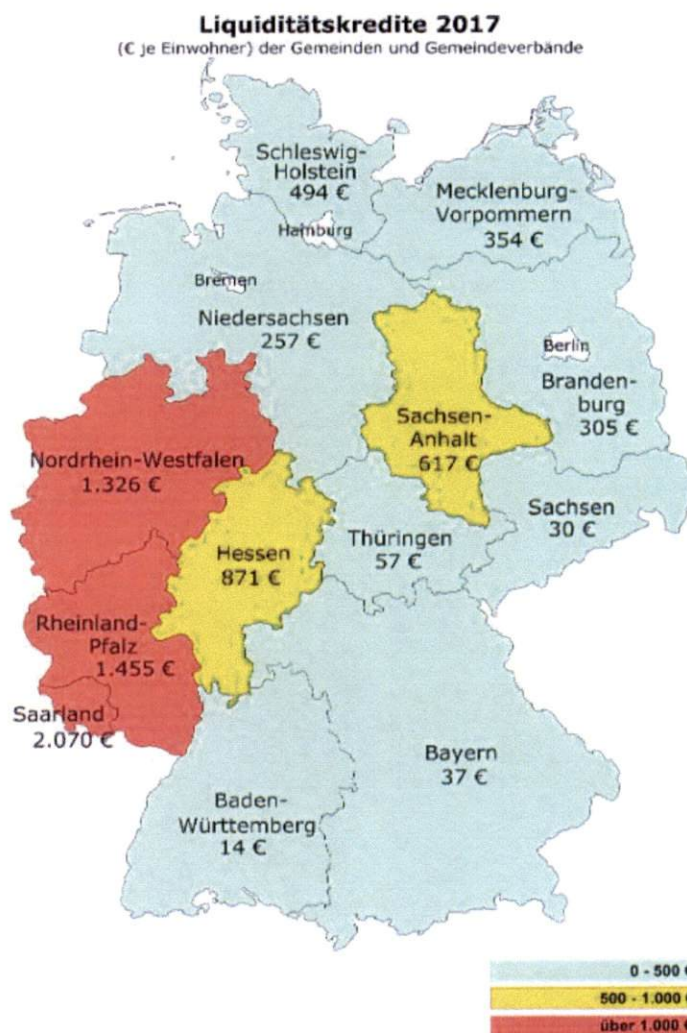 Liquiditätskredite 2017
(€ je Einwohner) der Gemeinden und Gemeindeverbände
Schleswig-
Holstein
494 €
Mecklenburg-
Vorpommern
354 €
Hamburg
Bremen
Niedersachsen
257 €
Berlin
Branden-
burg
305 €
Sachsen-
Anhalt
617 €
Nordrhein-Westfalen
1.326 €
Sachsen
30 €
Thüringen
57 €
Hessen
871 €
Rheinland-
Pfalz
1.455 €
Saarland
2.070 €
Bayern
37 €
Baden-
Württemberg
14 €
0 - 500 €
500 - 1.000 €
über 1.000 €